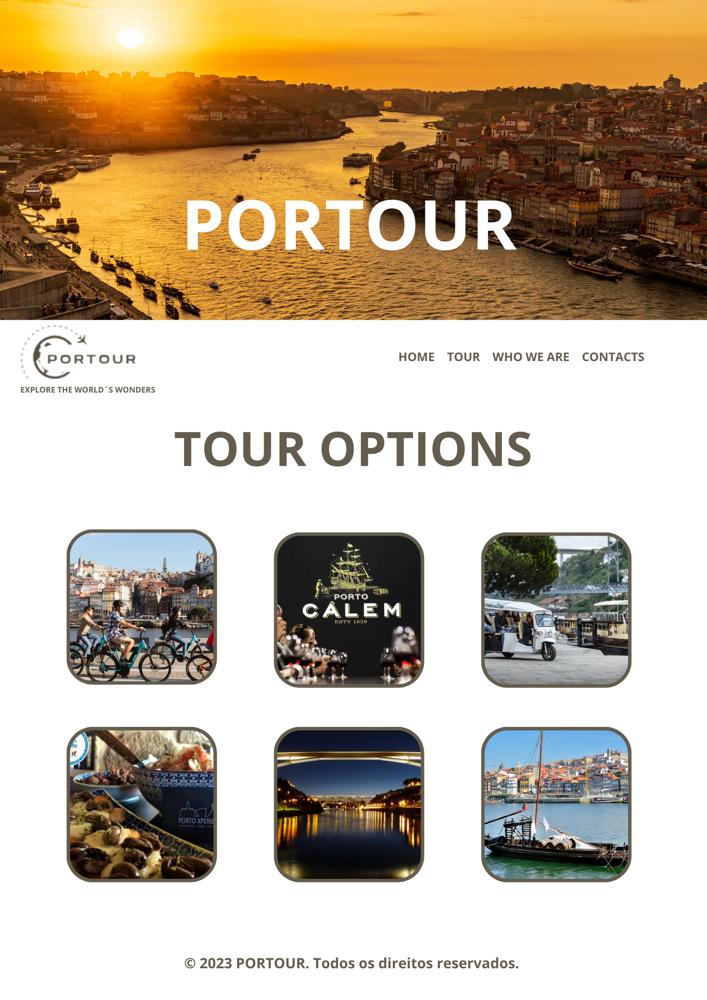 PORTOUR
PORTOUR
EXPLORE THE WORLD´S WONDERS
HOME TOUR WHO WE ARE CONTACTS
TOUR OPTIONS
PORTO
CÁLEM
ESTD 1859
PORTO XPERI
© 2023 PORTOUR. Todos os direitos reservados.